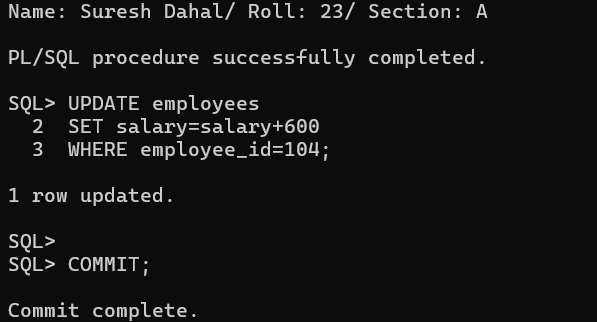 Name: Suresh Dahal/ Roll: 23/ Section: A
PL/SQL procedure successfully completed.
SQL> UPDATE employees
2 SET salary=salary+600
3 WHERE employee_id=104;
1 row updated.
SQL>
SQL> COMMIT;
Commit complete.